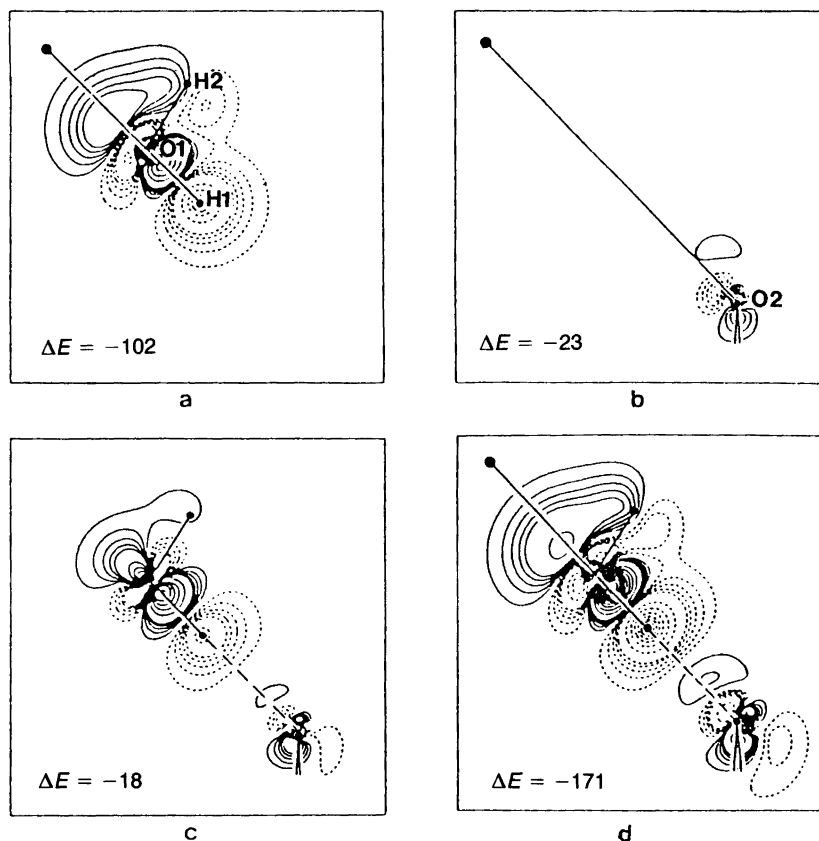 H2
O1
H1
ΔE = −102
a
O2
ΔE = −23
b
ΔE = −18
c
ΔE = −171
d